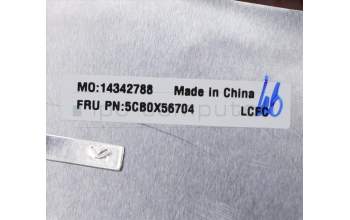 MO:14342788 Made in China
FRU PN:5CB0X56704 LCFC